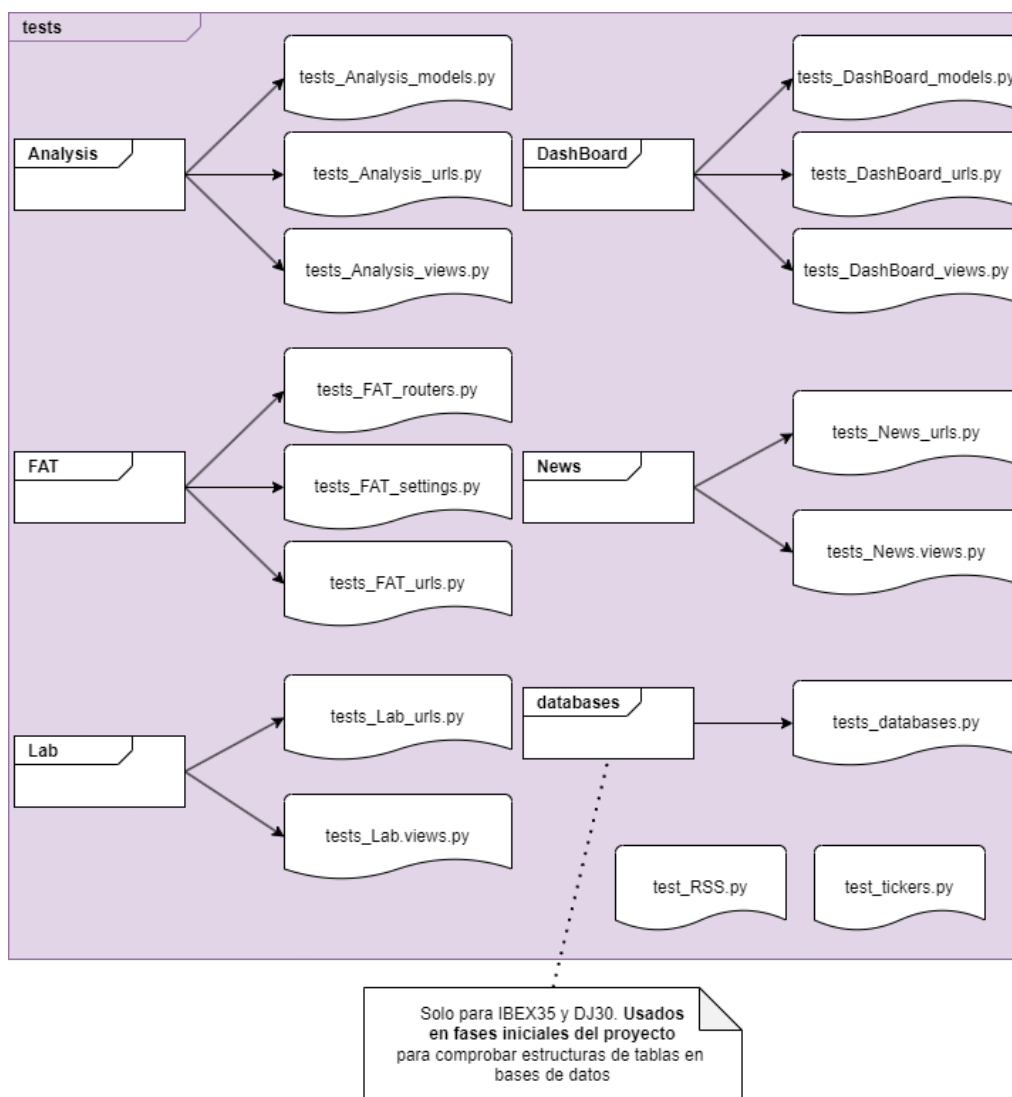 tests
Analysis
tests_Analysis_models.py
tests_Analysis_urls.py
tests_Analysis_views.py
DashBoard
tests_DashBoard_models.py
tests_DashBoard_urls.py
tests_DashBoard_views.py
FAT
tests_FAT_routers.py
tests_FAT_settings.py
tests_FAT_urls.py
News
tests_News_urls.py
tests_News.views.py
Lab
tests_Lab_urls.py
tests_Lab.views.py
databases
tests_databases.py
test_RSS.py
test_tickers.py
Solo para IBEX35 y DJ30. Usados
en fases iniciales del proyecto
para comprobar estructuras de tablas en
bases de datos